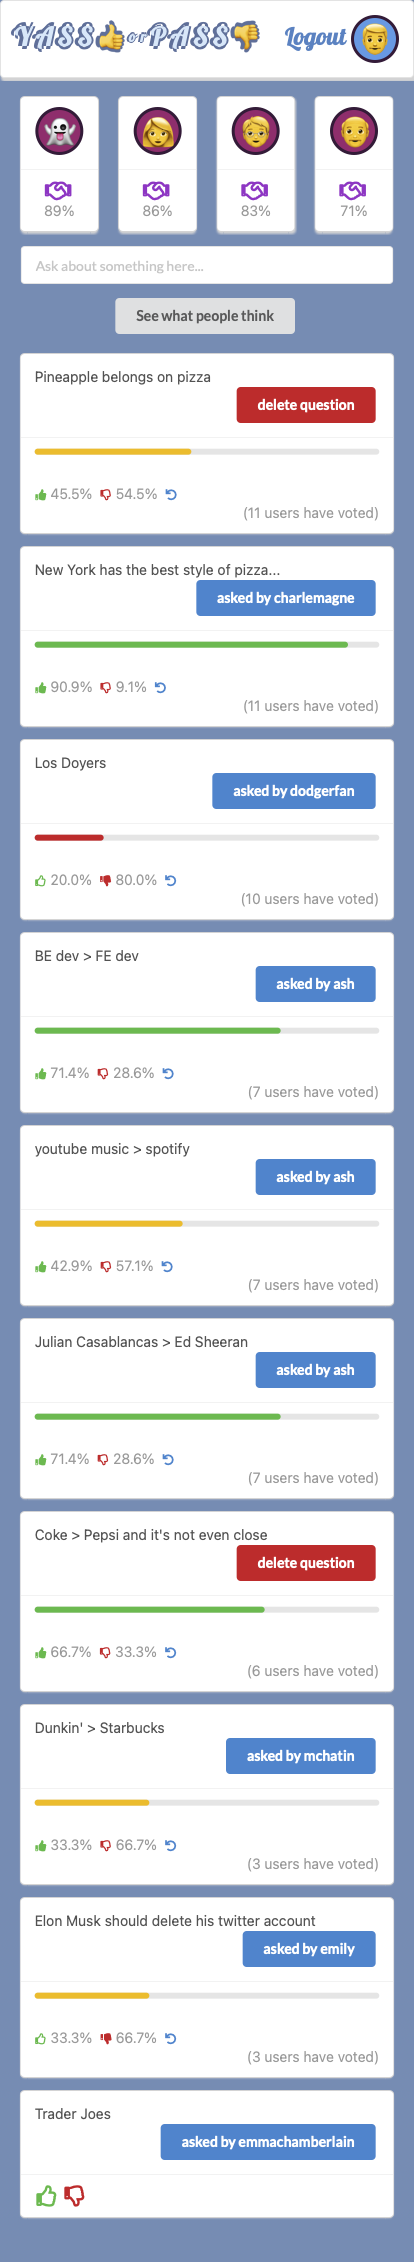 YASS👍orPASS👎 Logout
89% 86% 83% 71%
Ask about something here...
See what people think
Pineapple belongs on pizza
delete question
45.5% 54.5%
(11 users have voted)
New York has the best style of pizza...
asked by charlemagne
90.9% 9.1%
(11 users have voted)
Los Doyers
asked by dodgerfan
20.0% 80.0%
(10 users have voted)
BE dev > FE dev
asked by ash
71.4% 28.6%
(7 users have voted)
youtube music > spotify
asked by ash
42.9% 57.1%
(7 users have voted)
Julian Casablancas > Ed Sheeran
asked by ash
71.4% 28.6%
(7 users have voted)
Coke > Pepsi and it's not even close
delete question
66.7% 33.3%
(6 users have voted)
Dunkin' > Starbucks
asked by mchatin
33.3% 66.7%
(3 users have voted)
Elon Musk should delete his twitter account
asked by emily
33.3% 66.7%
(3 users have voted)
Trader Joes
asked by emmachamberlain